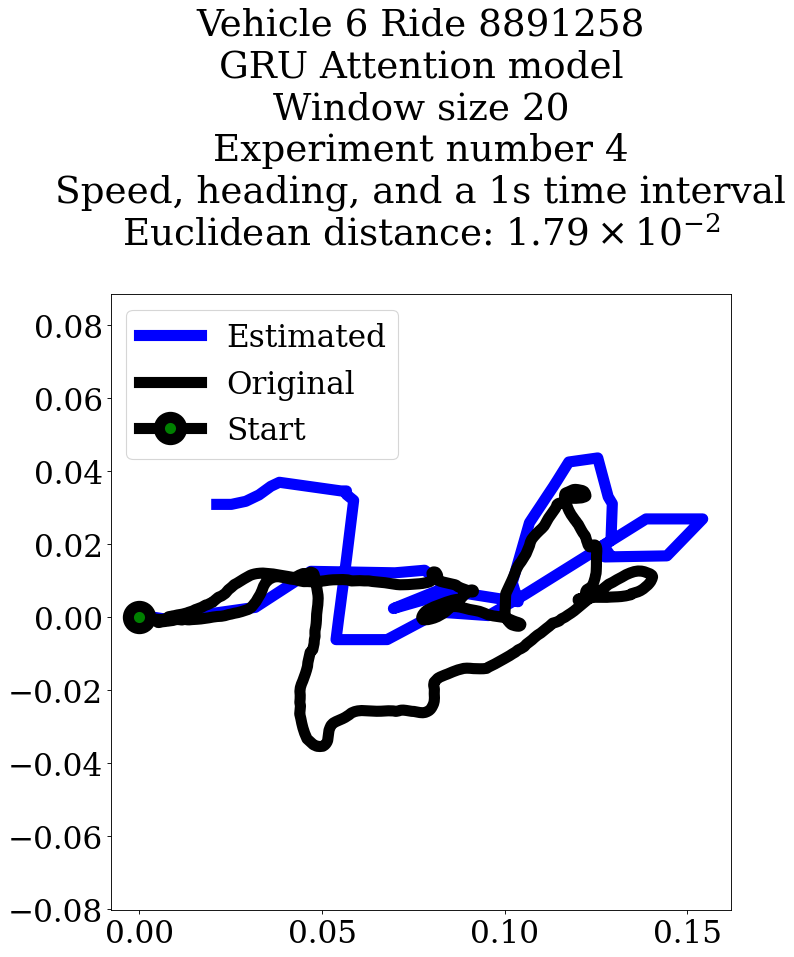 Vehicle 6 Ride 8891258
GRU Attention model
Window size 20
Experiment number 4
Speed, heading, and a 1s time interval
Euclidean distance: 1.79 × 10⁻²
Estimated
Original
Start
0.08
0.06
0.04
0.02
0.00
−0.02
−0.04
−0.06
−0.08
0.00 0.05 0.10 0.15